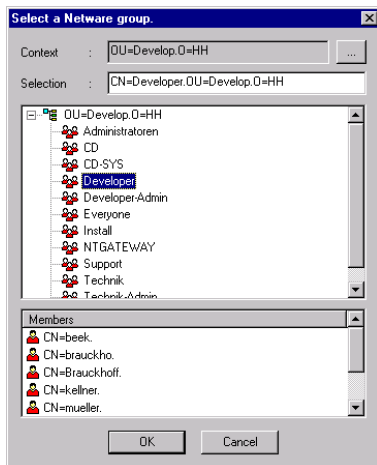 Select a Netware group.
Context : OU=Develop.O=HH ...
Selection : CN=Developer.OU=Develop.O=HH
OU=Develop.O=HH
Administratoren
CD
CD-SYS
Developer
Developer-Admin
Everyone
Install
NTGATEWAY
Support
Technik
Technik-Admin
Members
CN=beek.
CN=brauckho.
CN=Brauckhoff.
CN=kellner.
CN=mueller.
OK Cancel